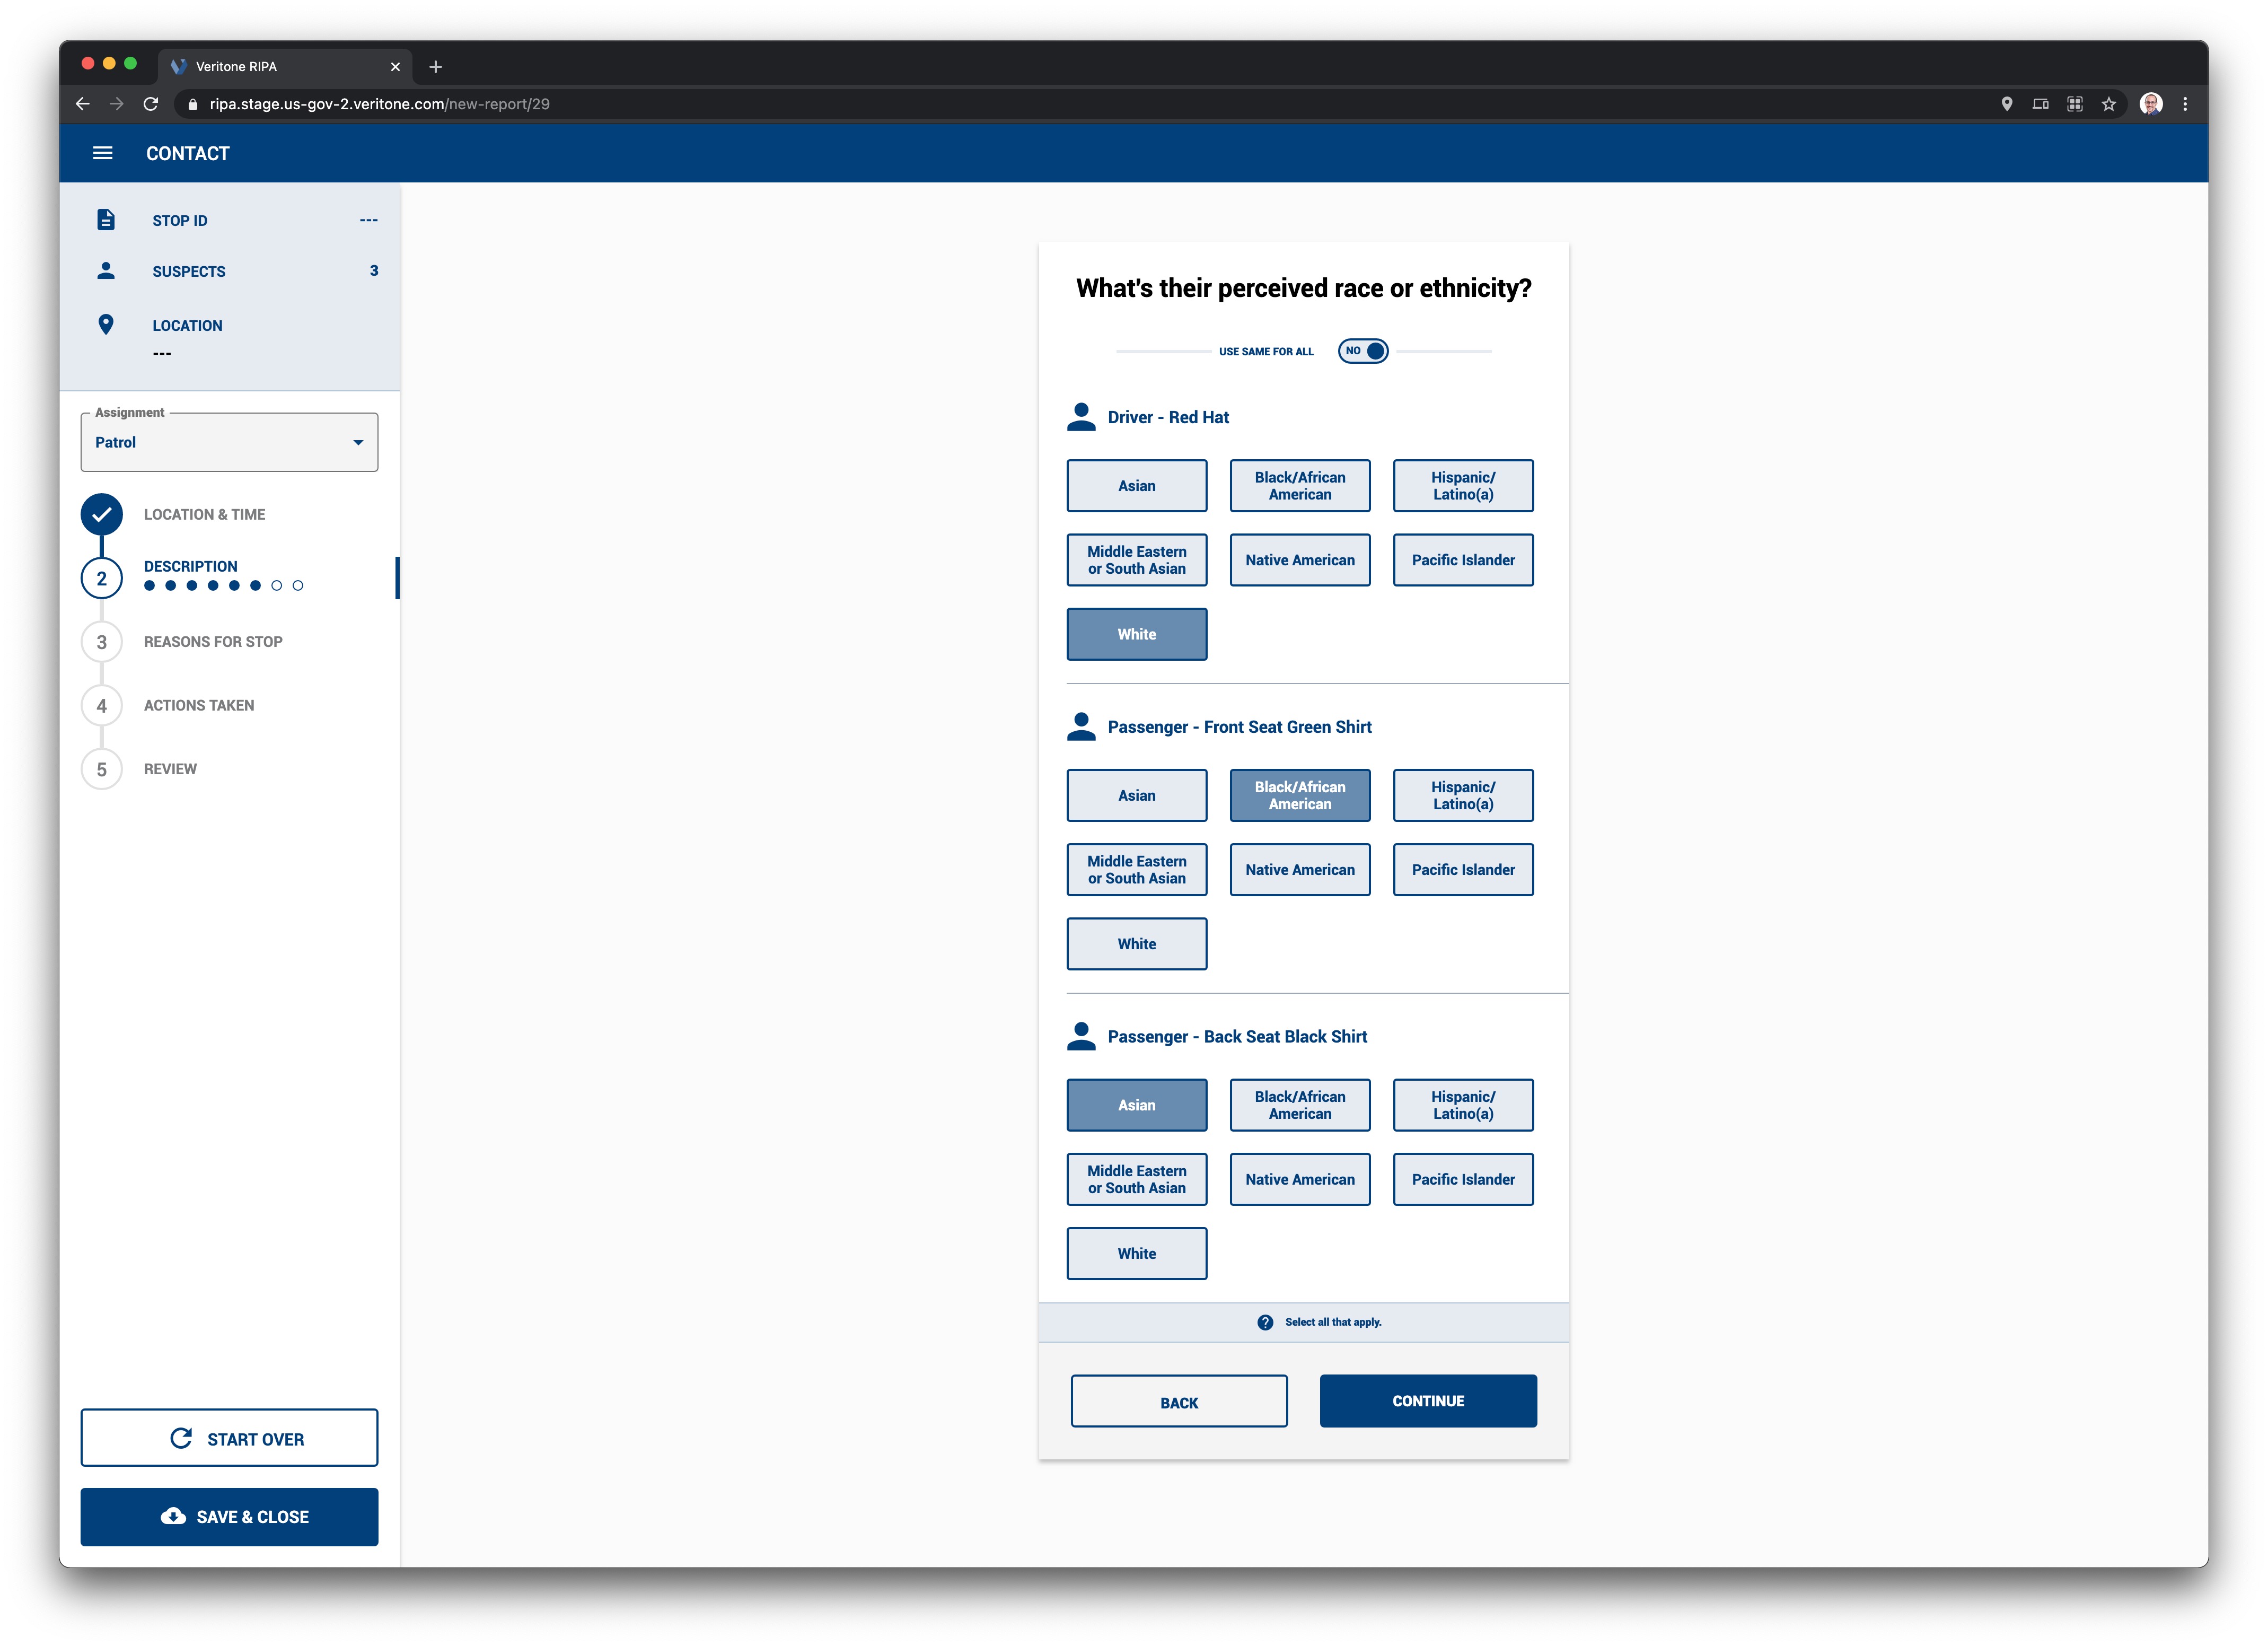 Veritone RIPA
ripa.stage.us-gov-2.veritone.com/new-report/29
CONTACT
STOP ID ---
SUSPECTS 3
LOCATION
---
Assignment
Patrol
LOCATION & TIME
2 DESCRIPTION
3 REASONS FOR STOP
4 ACTIONS TAKEN
5 REVIEW
START OVER
SAVE & CLOSE
What's their perceived race or ethnicity?
USE SAME FOR ALL NO
Driver - Red Hat
Asian
Black/African
American
Hispanic/
Latino(a)
Middle Eastern
or South Asian
Native American
Pacific Islander
White
Passenger - Front Seat Green Shirt
Asian
Black/African
American
Hispanic/
Latino(a)
Middle Eastern
or South Asian
Native American
Pacific Islander
White
Passenger - Back Seat Black Shirt
Asian
Black/African
American
Hispanic/
Latino(a)
Middle Eastern
or South Asian
Native American
Pacific Islander
White
? Select all that apply.
BACK
CONTINUE